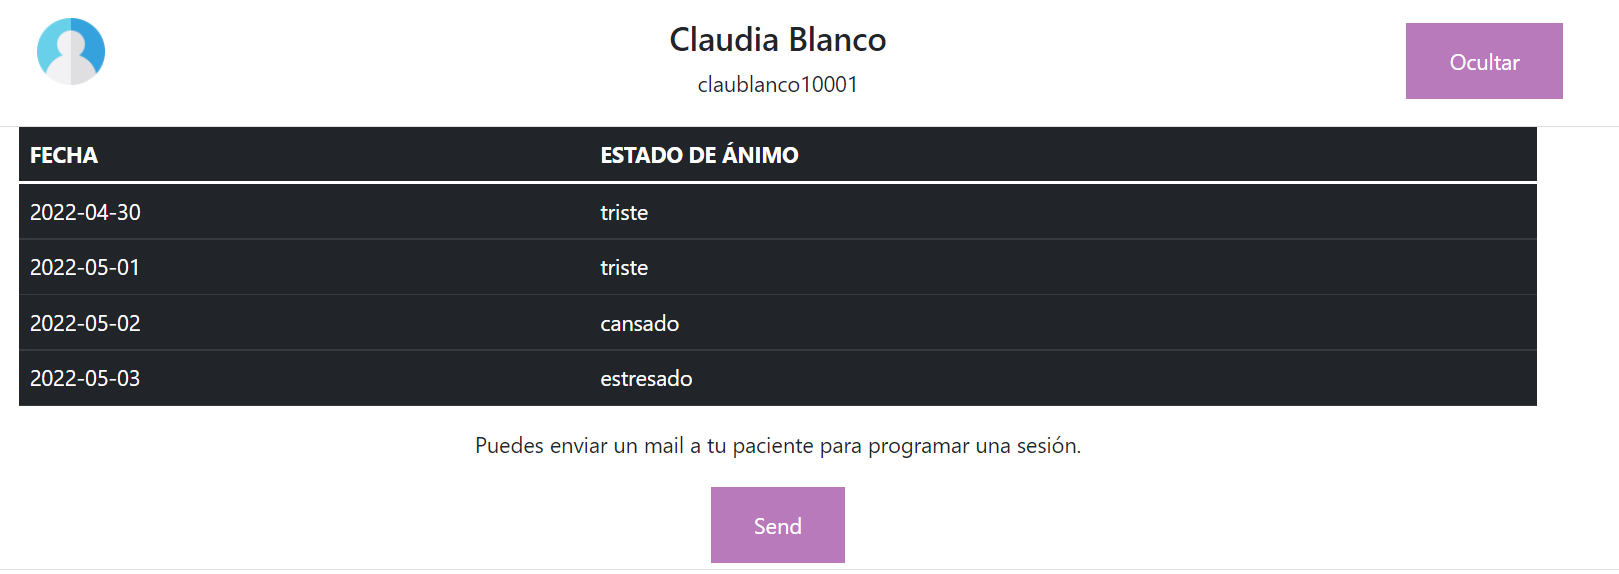 Claudia Blanco
claublanco10001
Ocultar
FECHA ESTADO DE ÁNIMO
2022-04-30 triste
2022-05-01 triste
2022-05-02 cansado
2022-05-03 estresado
Puedes enviar un mail a tu paciente para programar una sesión.
Send